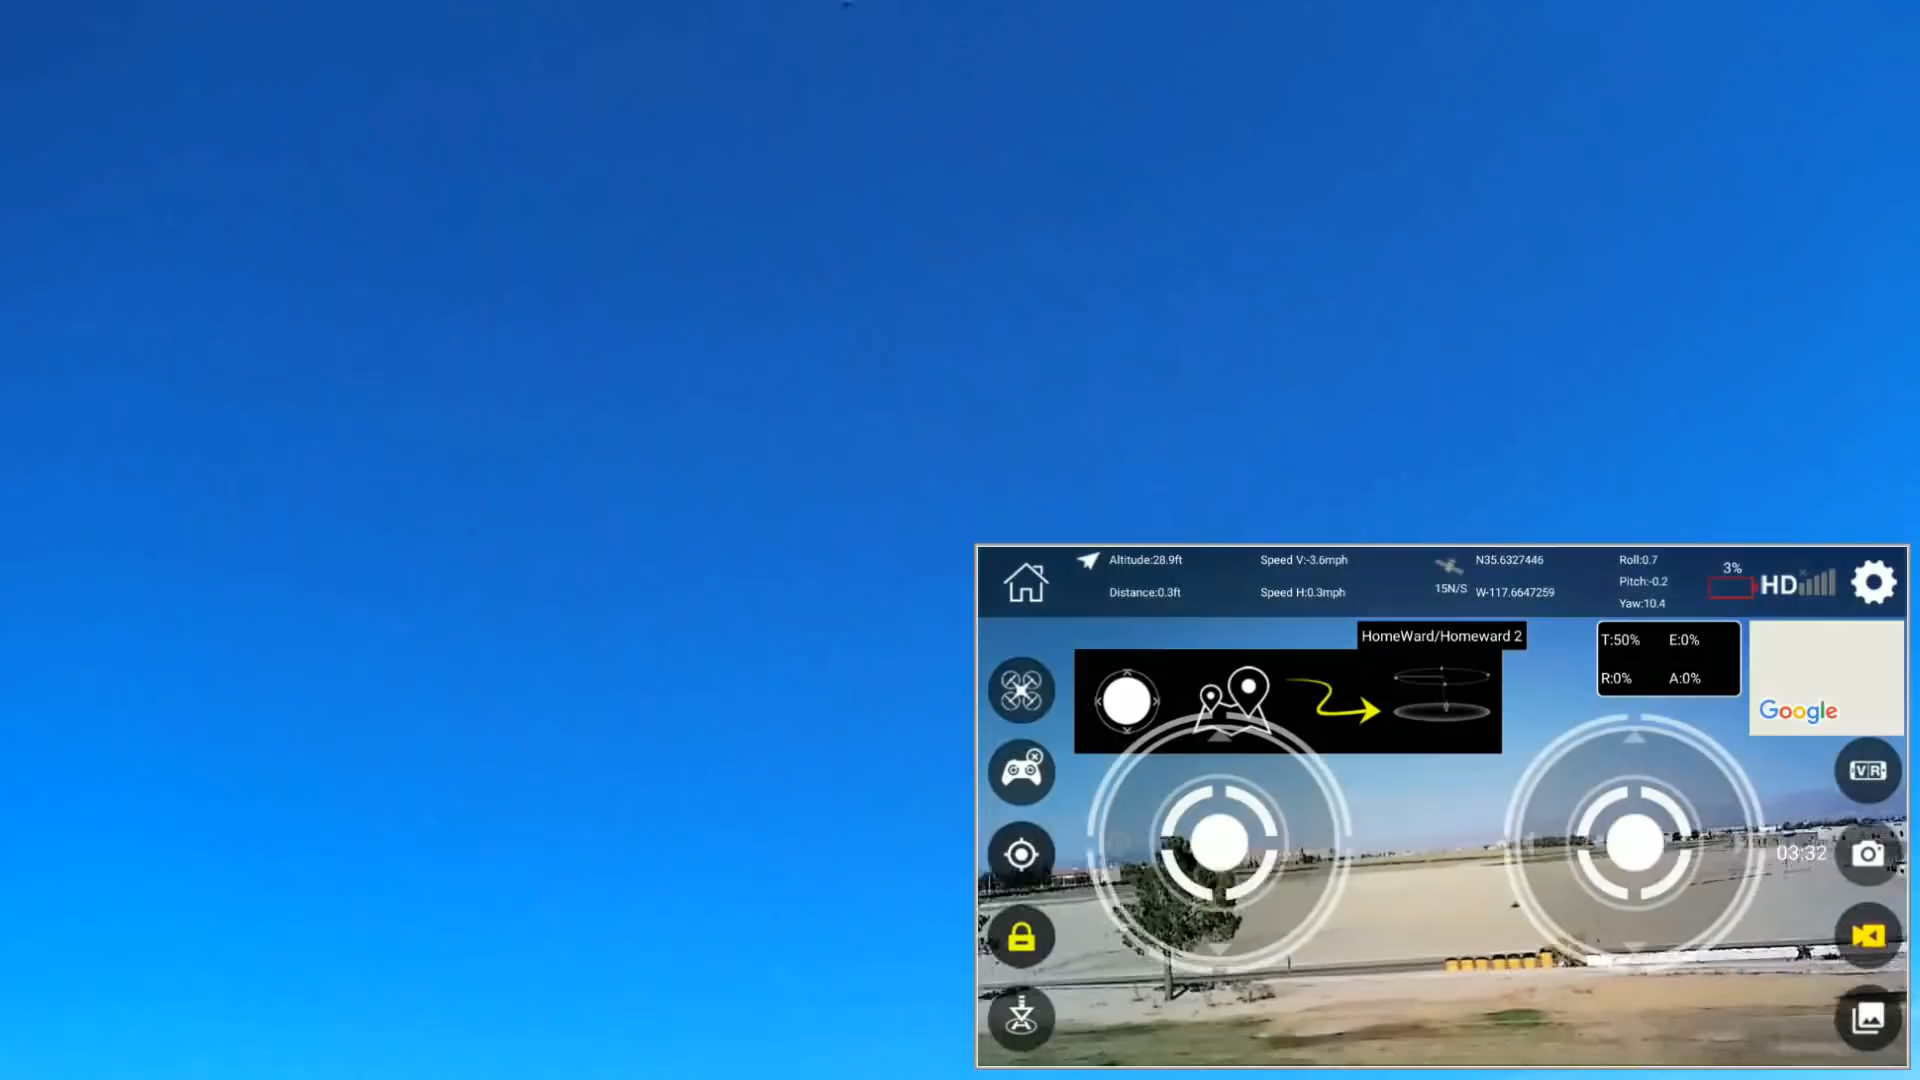 Altitude:28.9ft
Speed V:-3.6mph
N35.6327446
Roll:0.7
3%
HD
Pitch:-0.2
15N/S
Distance:0.3ft
Speed H:0.3mph
W-117.6647259
Yaw:10.4
HomeWard/Homeward 2
T:50% E:0%
R:0% A:0%
Google
VR
03:32